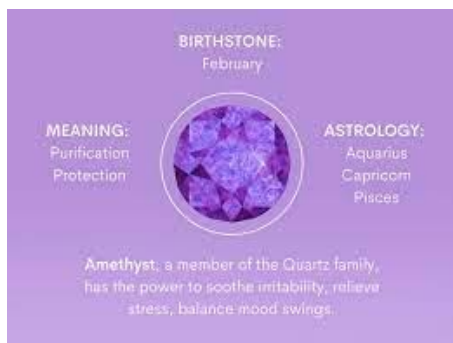 BIRTHSTONE:
February
MEANING:
Purification
Protection
ASTROLOGY:
Aquarius
Capricorn
Pisces
Amethyst, a member of the Quartz family,
has the power to soothe irritability, relieve
stress, balance mood swings.